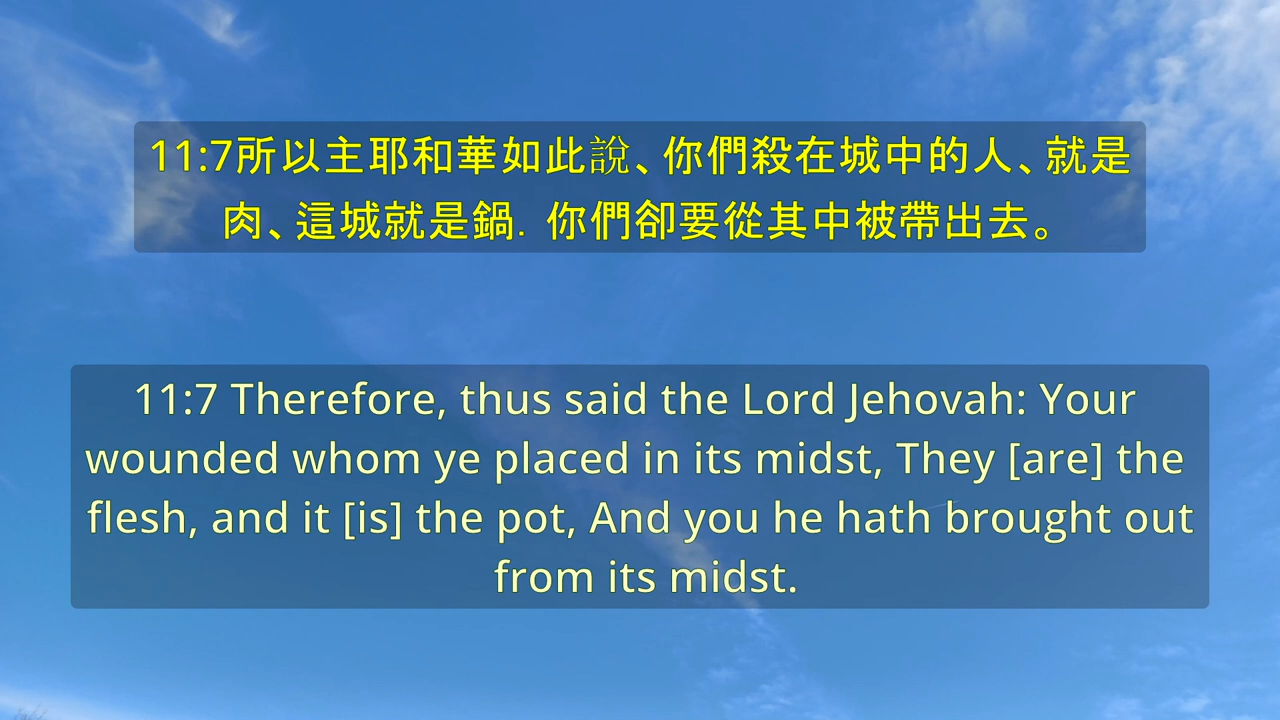 11:7所以主耶和華如此說、你們殺在城中的人、就是
肉、這城就是鍋．你們卻要從其中被帶出去。
11:7 Therefore, thus said the Lord Jehovah: Your
wounded whom ye placed in its midst, They [are] the
flesh, and it [is] the pot, And you he hath brought out
from its midst.